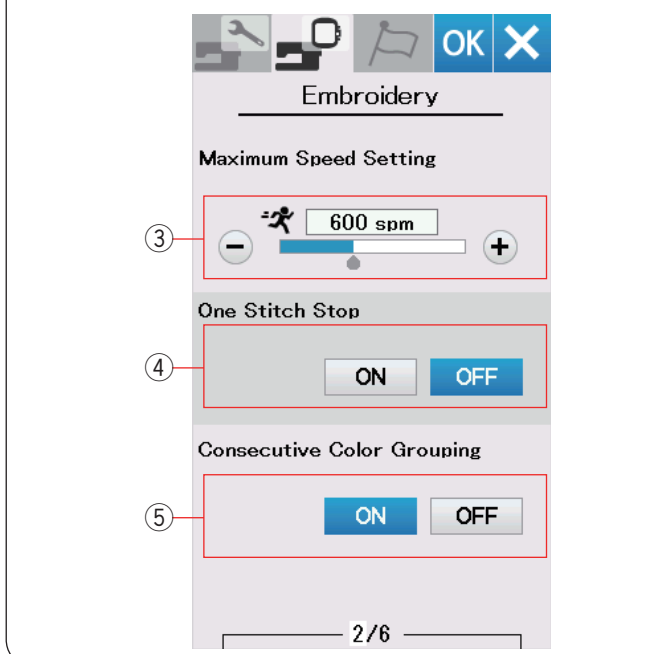 OK
Embroidery
Maximum Speed Setting
③
600 spm
One Stitch Stop
④
ON OFF
Consecutive Color Grouping
⑤
ON OFF
2/6